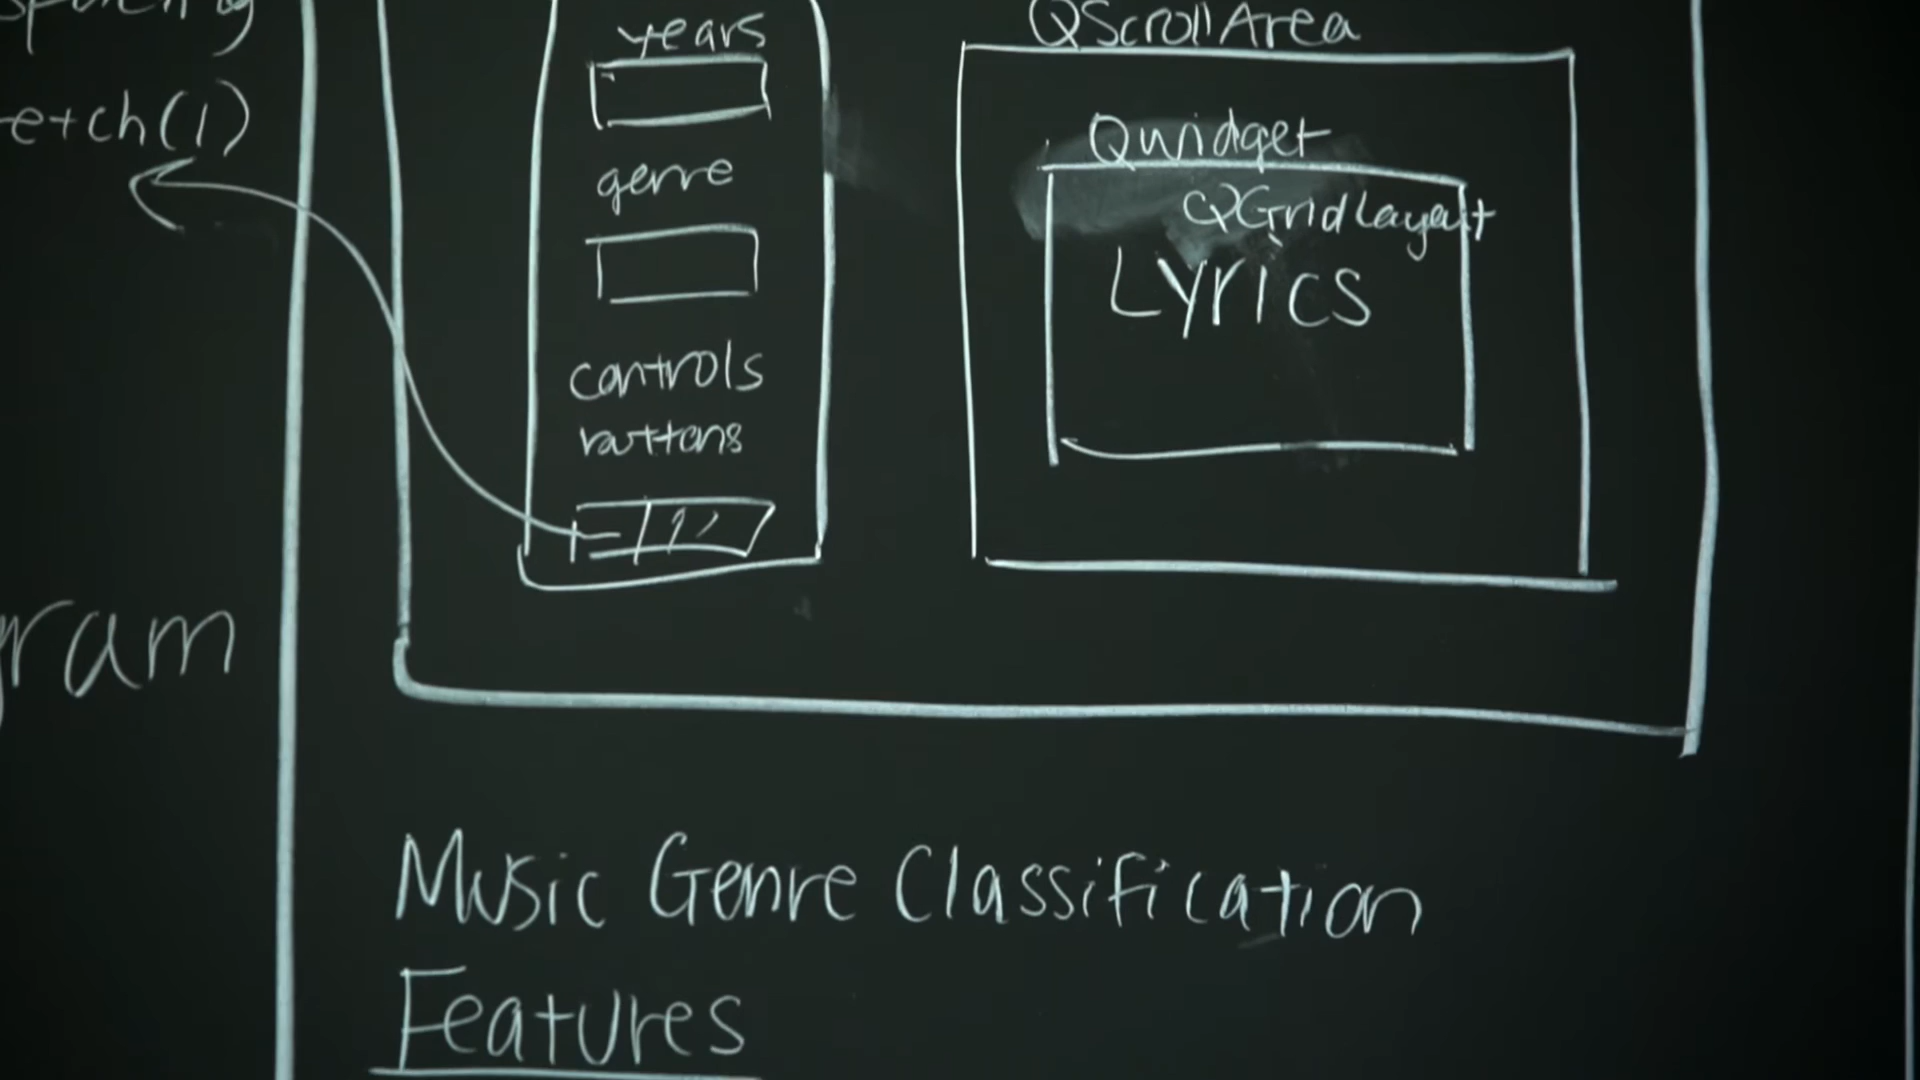 years
genre
controls
buttons
QScrollArea
Qwidget
QGridLayout
Lyrics
etch(1)
gram
Music Genre Classification
Features